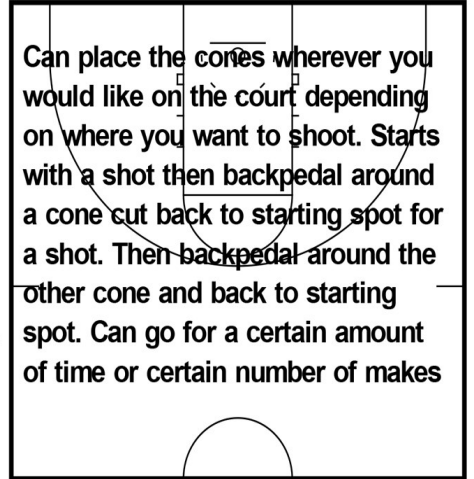 Can place the cones wherever you
would like on the court depending
on where you want to shoot. Starts
with a shot then backpedal around
a cone cut back to starting spot for
a shot. Then backpedal around the
other cone and back to starting
spot. Can go for a certain amount
of time or certain number of makes